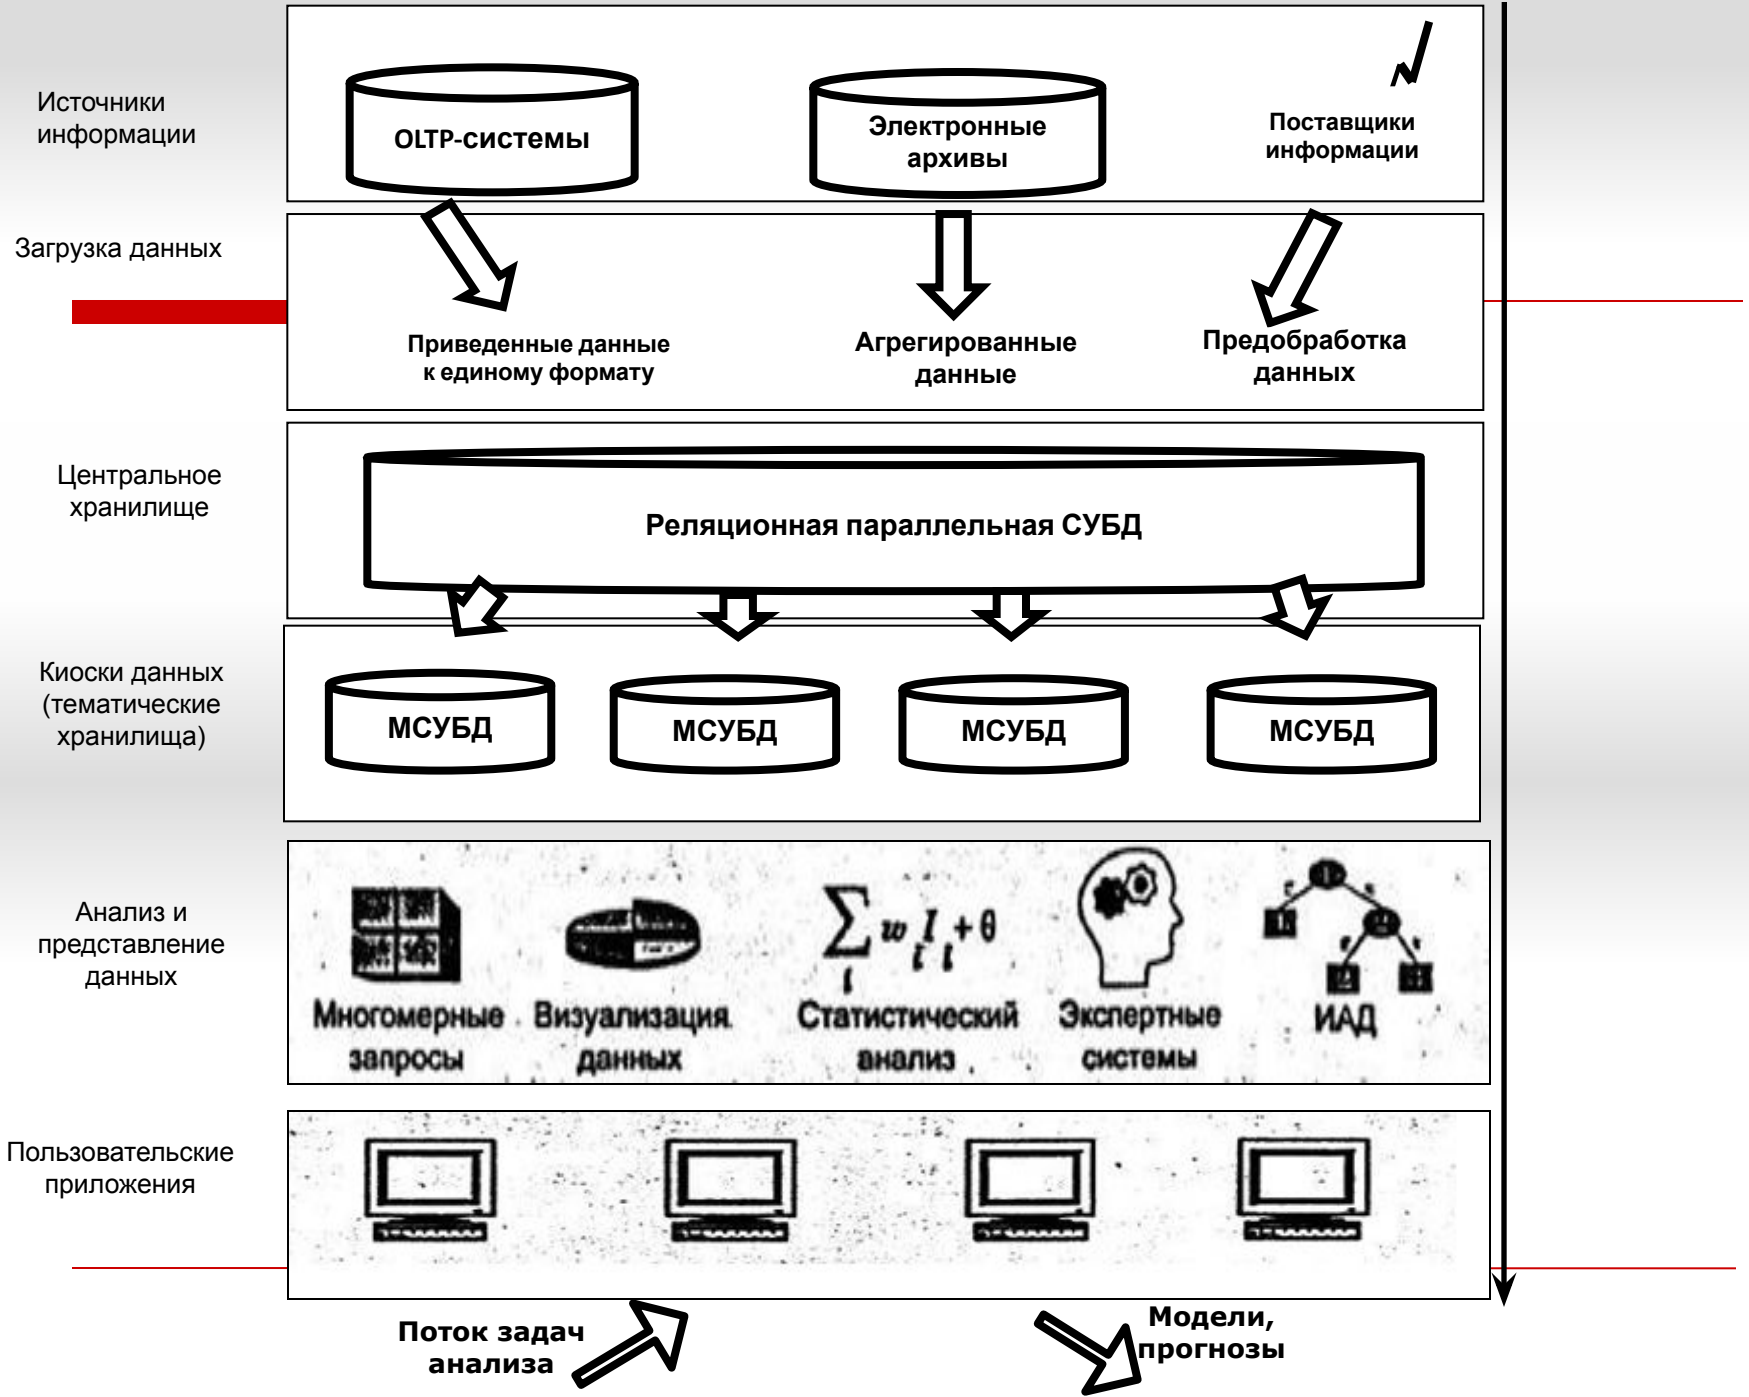 Источники
информации
OLTP-системы
Электронные
архивы
Поставщики
информации
Загрузка данных
Приведенные данные
к единому формату
Агрегированные
данные
Предобработка
данных
Центральное
хранилище
Реляционная параллельная СУБД
Киоски данных
(тематические
хранилища)
МСУБД
МСУБД
МСУБД
МСУБД
Анализ и
представление
данных
Многомерные
запросы
Визуализация
данных
Статистический
анализ
Экспертные
системы
ИАД
Пользовательские
приложения
Поток задач
анализа
Модели,
прогнозы